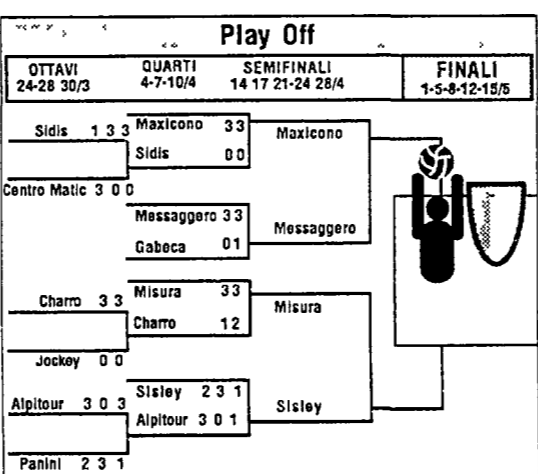 Play Off
OTTAVI
24-28 30/3
QUARTI
4-7-10/4
SEMIFINALI
14 17 21-24 28/4
FINALI
1-5-8-12-15/5
Sidis 1 3 3
Centro Matic 3 0 0
Charro 3 3
Jockey 0 0
Alpitour 3 0 3
Panini 2 3 1
Maxicono 3 3
Sidis 0 0
Messaggero 3 3
Gabeca 0 1
Misura 3 3
Charro 1 2
Sisley 2 3 1
Alpitour 3 0 1
Maxicono
Messaggero
Misura
Sisley